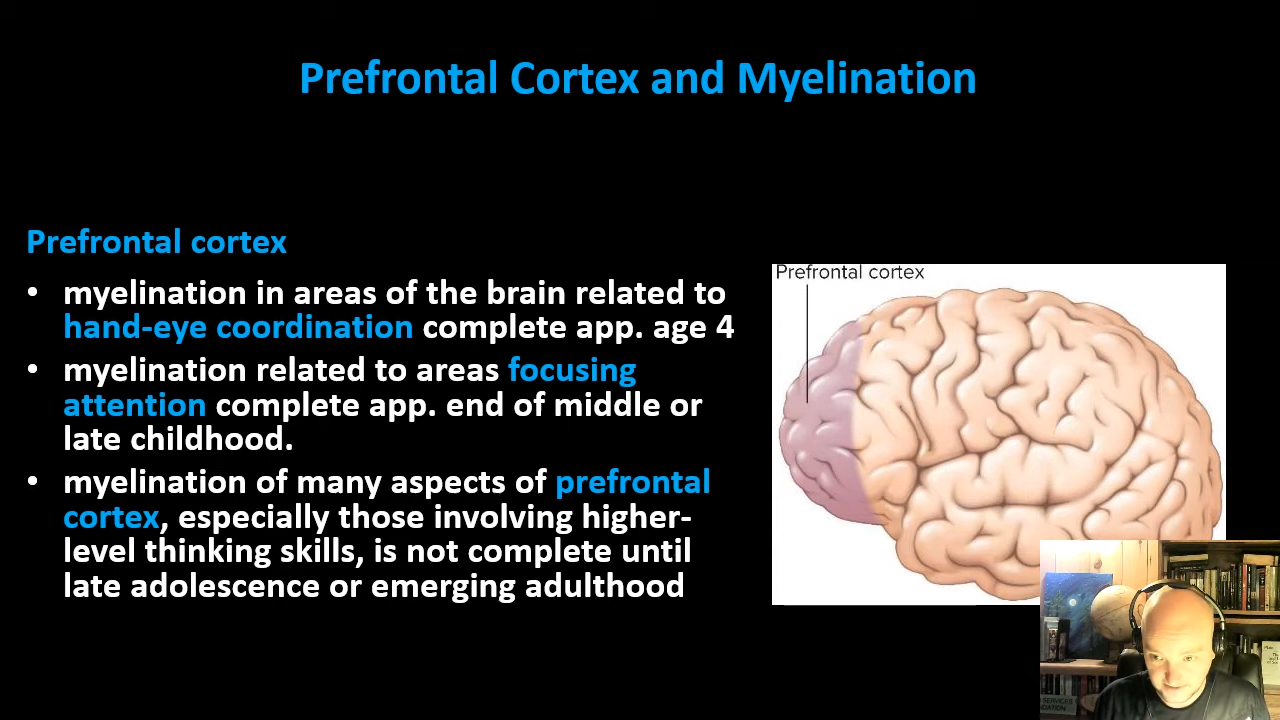 Prefrontal Cortex and Myelination
Prefrontal cortex
• myelination in areas of the brain related to
hand-eye coordination complete app. age 4
• myelination related to areas focusing
attention complete app. end of middle or
late childhood.
• myelination of many aspects of prefrontal
cortex, especially those involving higher-
level thinking skills, is not complete until
late adolescence or emerging adulthood
Prefrontal cortex